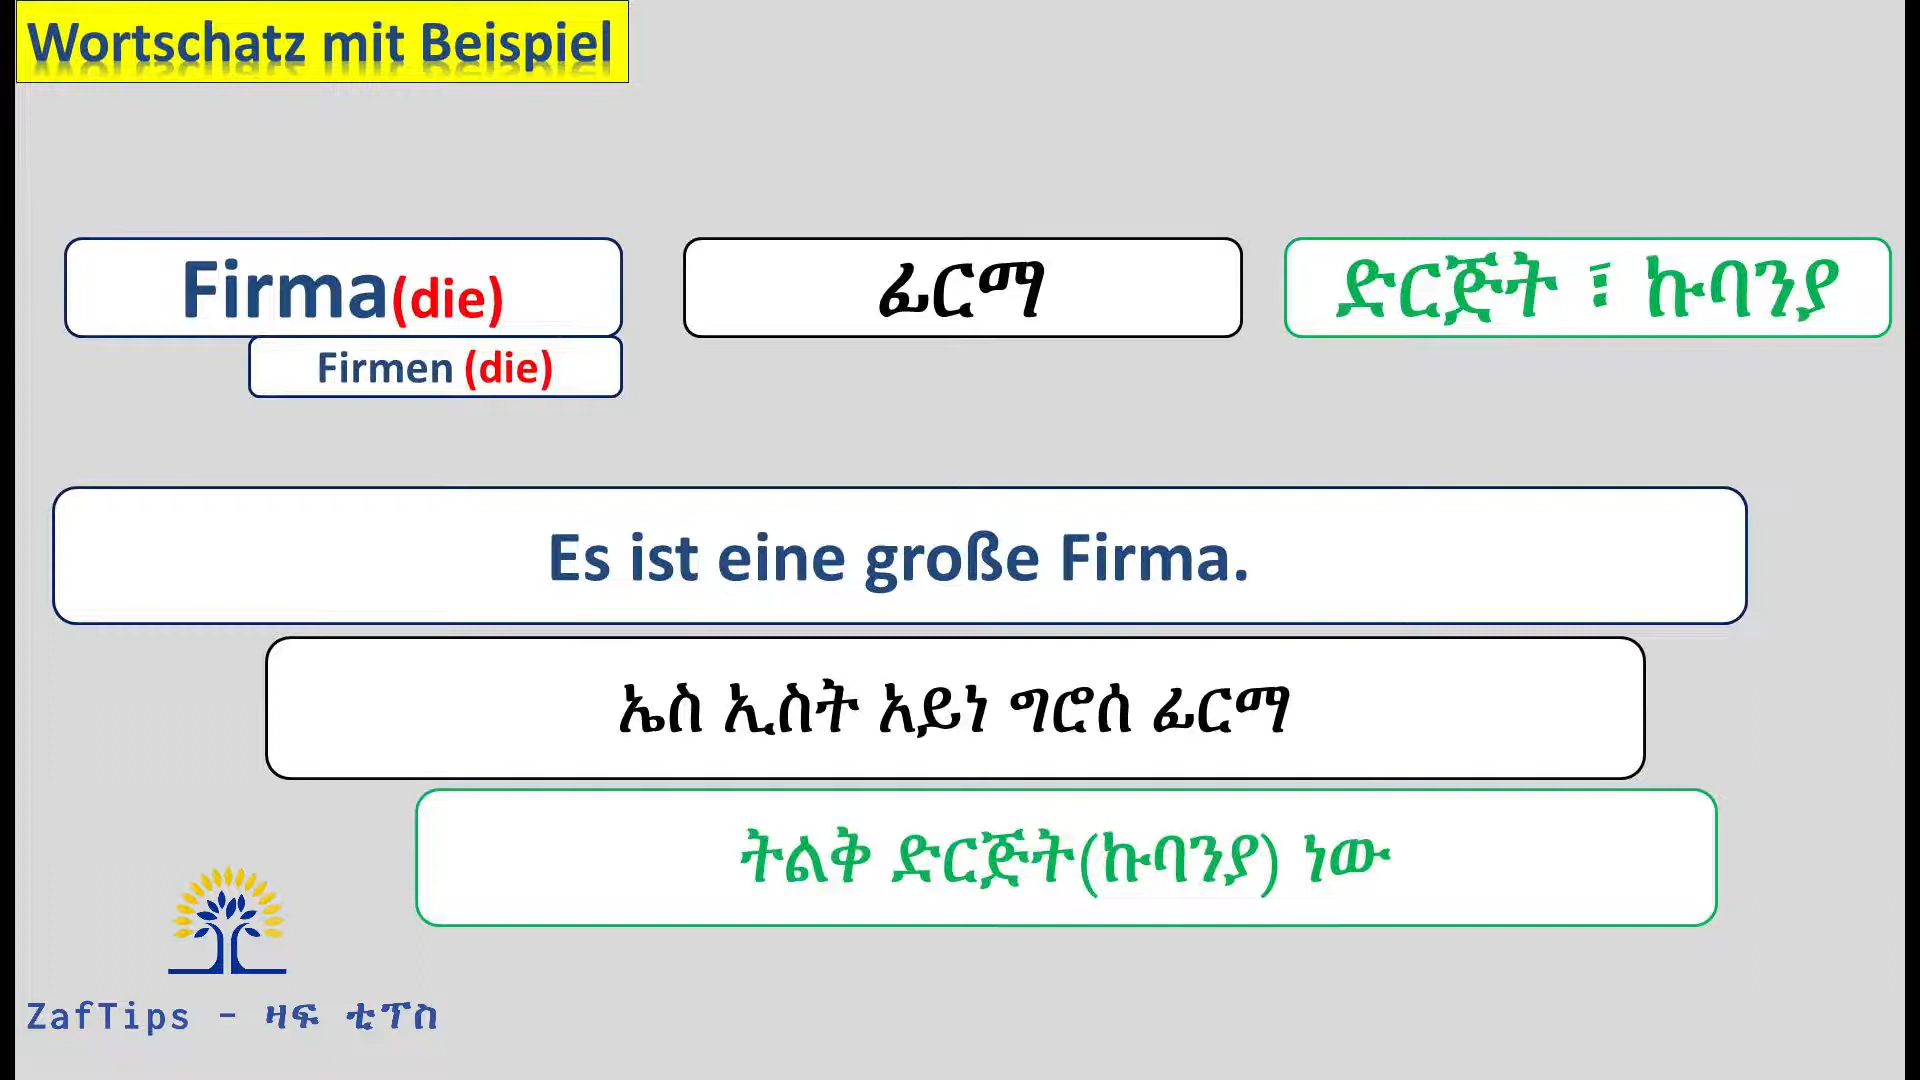 Wortschatz mit Beispiel
Firma(die)
ፊርማ
ድርጅት ፣ ኩባንያ
Firmen (die)
Es ist eine große Firma.
ኤስ ኢስት አይነ ግሮሰ ፊርማ
ትልቅ ድርጅት(ኩባንያ) ነው
ZafTips - ዛፍ ቲፕስ